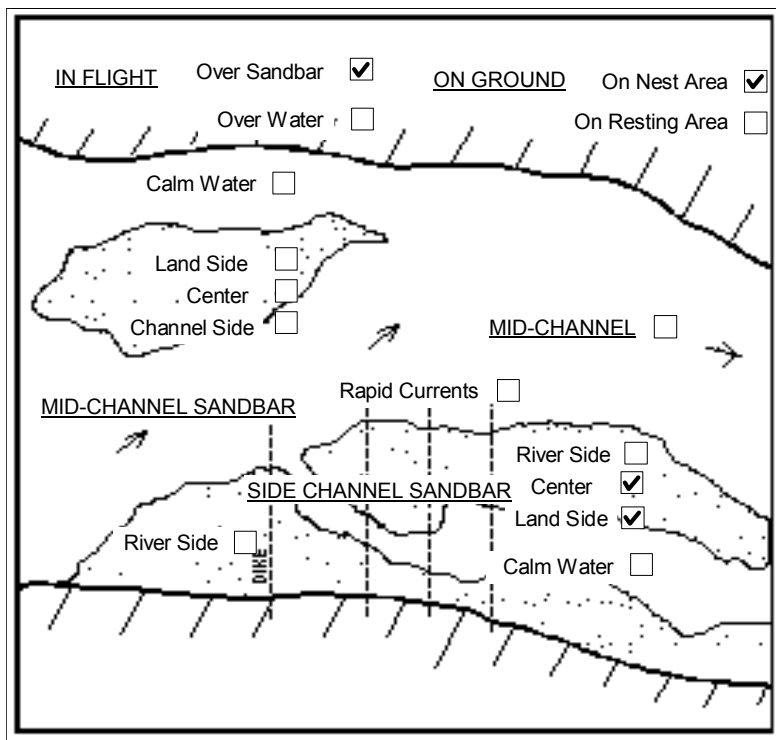 IN FLIGHT Over Sandbar ON GROUND On Nest Area
Over Water On Resting Area
Calm Water
Land Side
Center
Channel Side
MID-CHANNEL
Rapid Currents
MID-CHANNEL SANDBAR
River Side
SIDE CHANNEL SANDBAR Center
Land Side
River Side
DIKE
Calm Water